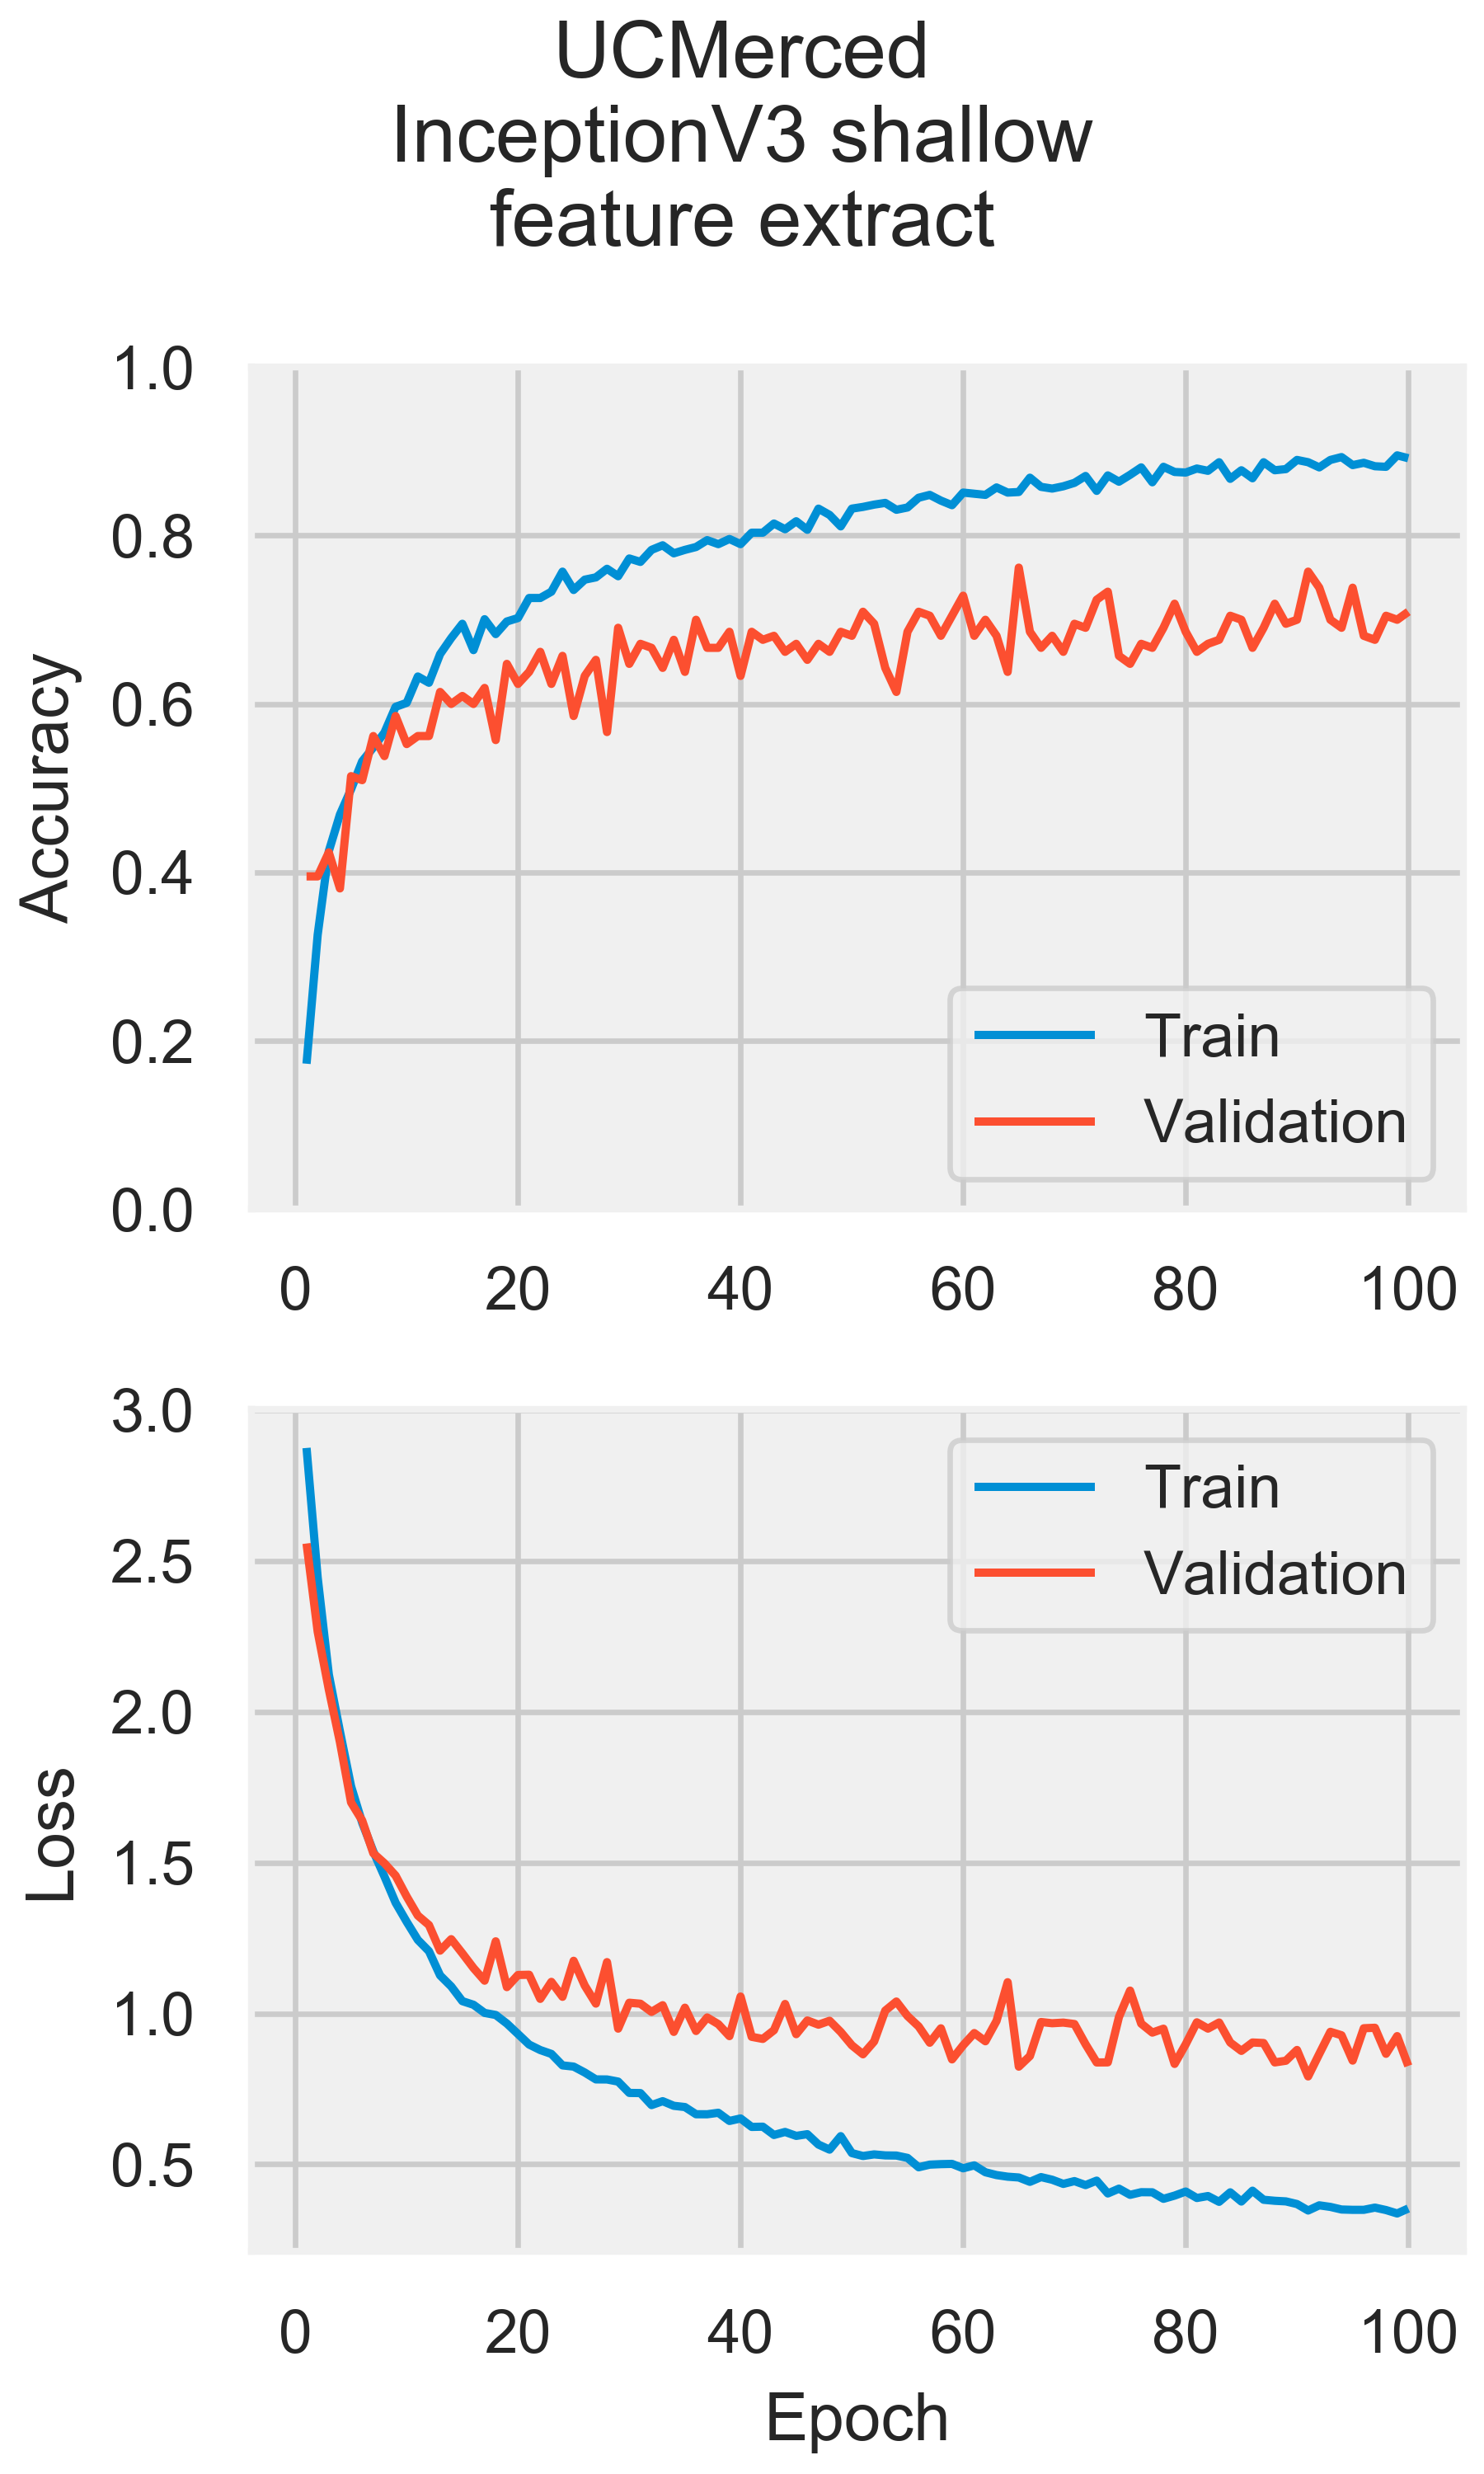 UCMerced
InceptionV3 shallow
feature extract
1.0
0.8
0.6
0.4
0.2
0.0
Accuracy
Train
Validation
0 20 40 60 80 100
3.0
2.5
2.0
1.5
1.0
0.5
Loss
Train
Validation
0 20 40 60 80 100
Epoch